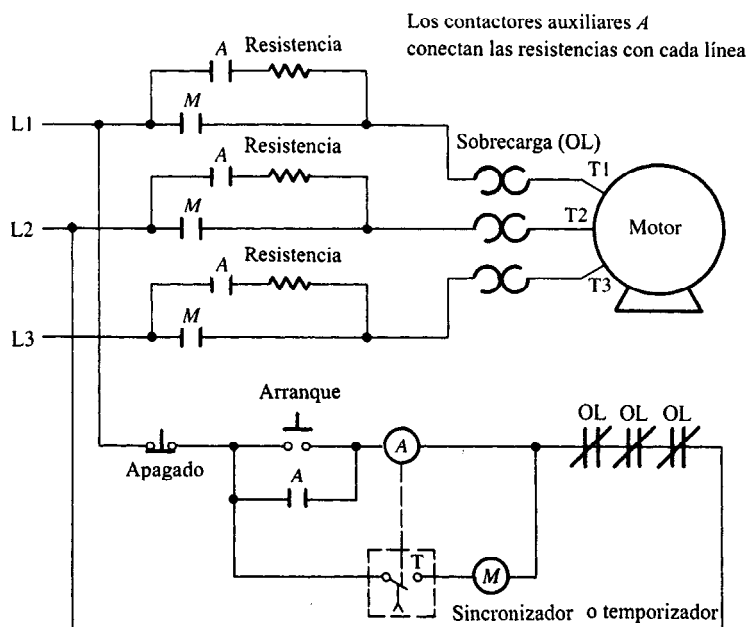 Los contactores auxiliares A
conectan las resistencias con cada línea
A Resistencia
M
L1
Sobrecarga (OL)
A Resistencia
T1
M
L2
T2
Motor
A Resistencia
T3
M
L3
Arranque
OL OL OL
A
Apagado
A
T
M
Sincronizador o temporizador